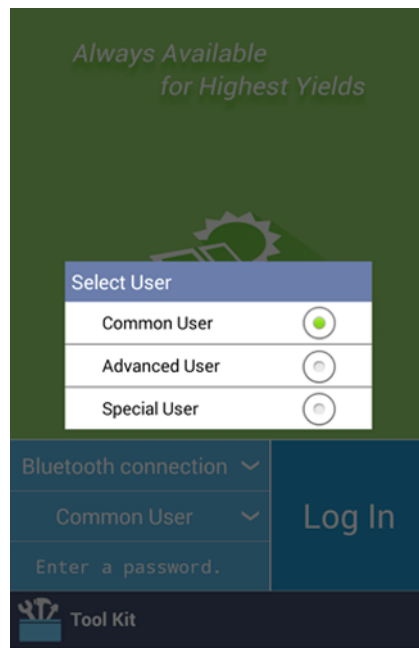 Always Available
for Highest Yields
Select User
Common User
Advanced User
Special User
Bluetooth connection
Common User
Enter a password.
Log In
Tool Kit